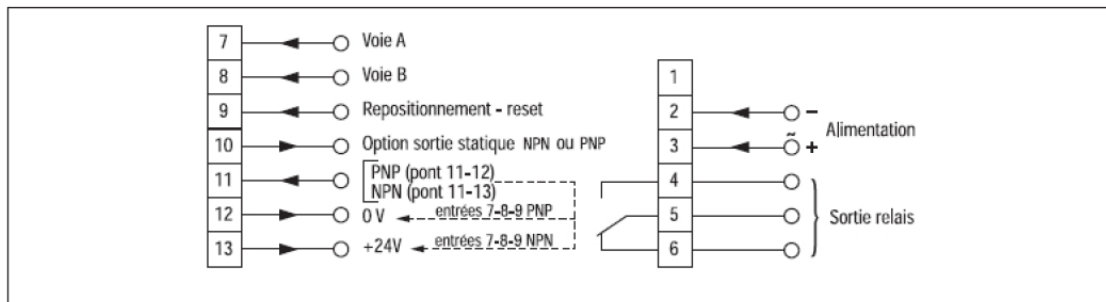 7 Voie A
8 Voie B
9 Repositionnement - reset
10 Option sortie statique NPN ou PNP
11 PNP (pont 11-12)
NPN (pont 11-13)
12 0V entrées 7-8-9 PNP
13 +24V entrées 7-8-9 NPN
1
2 −
3 ~ +
Alimentation
4
5
6
Sortie relais